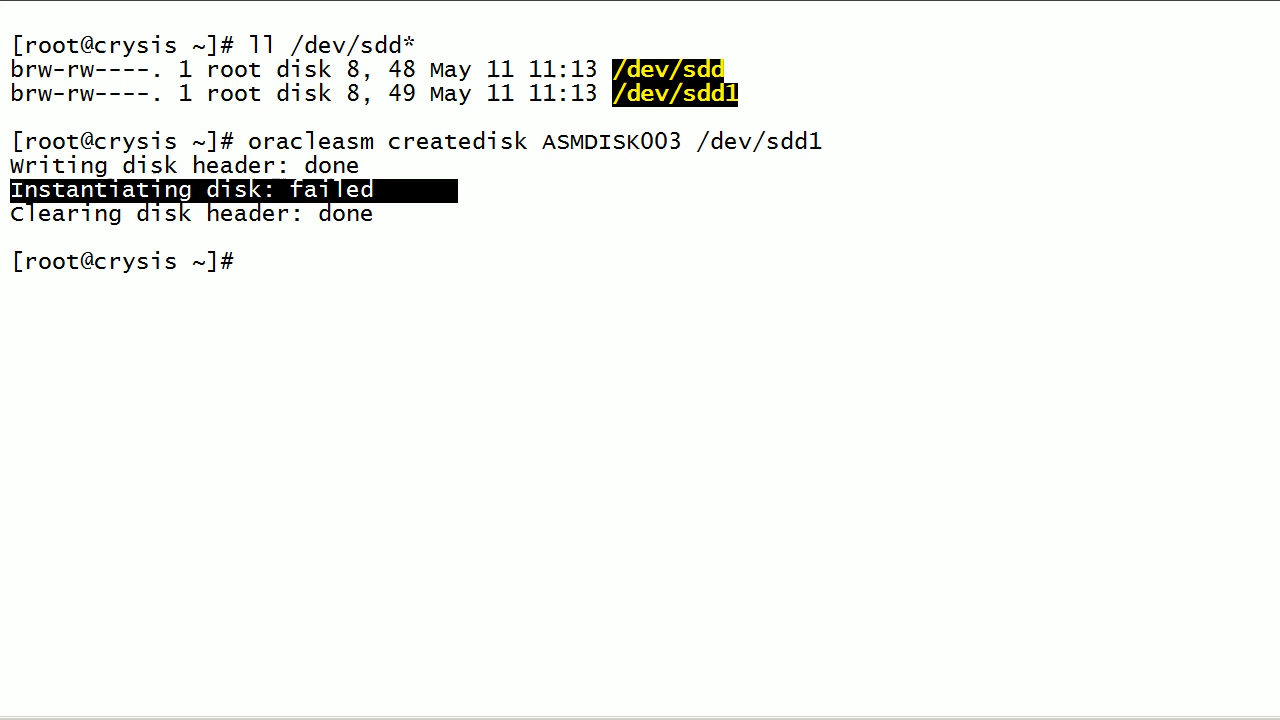 [root@crysis ~]# ll /dev/sdd*
brw-rw----. 1 root disk 8, 48 May 11 11:13 /dev/sdd
brw-rw----. 1 root disk 8, 49 May 11 11:13 /dev/sdd1
[root@crysis ~]# oracleasm createdisk ASMDISK003 /dev/sdd1
Writing disk header: done
Instantiating disk: failed
Clearing disk header: done
[root@crysis ~]#